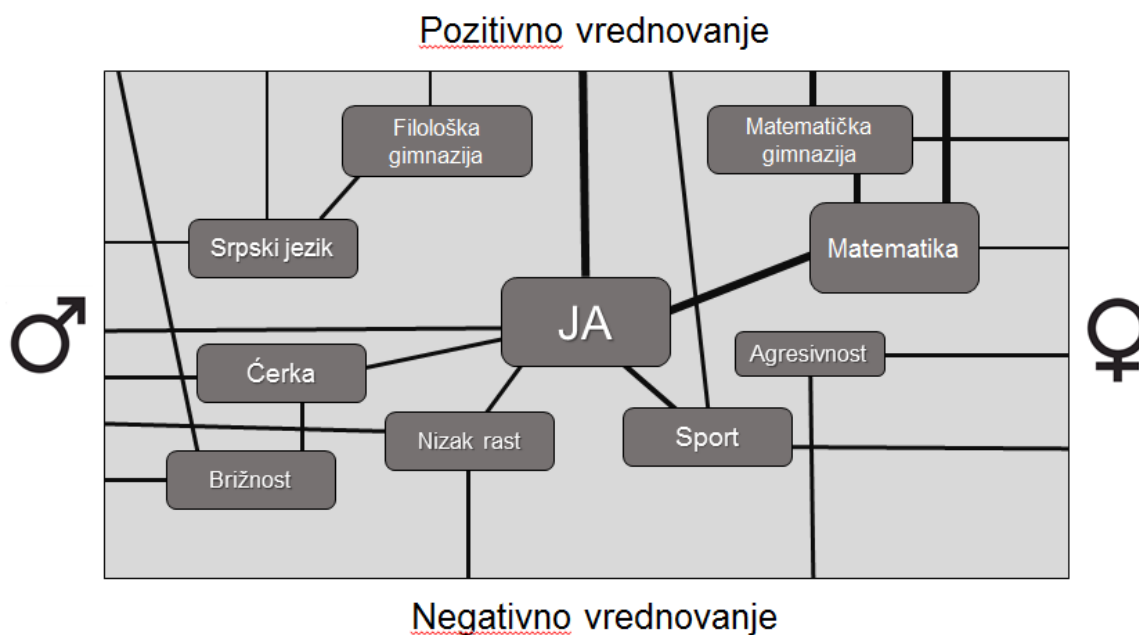 Pozitivno vrednovanje
Filološka
gimnazija
Matematička
gimnazija
Srpski jezik
Matematika
JA
Agresivnost
Ćerka
Nizak rast
Sport
Brižnost
Negativno vrednovanje